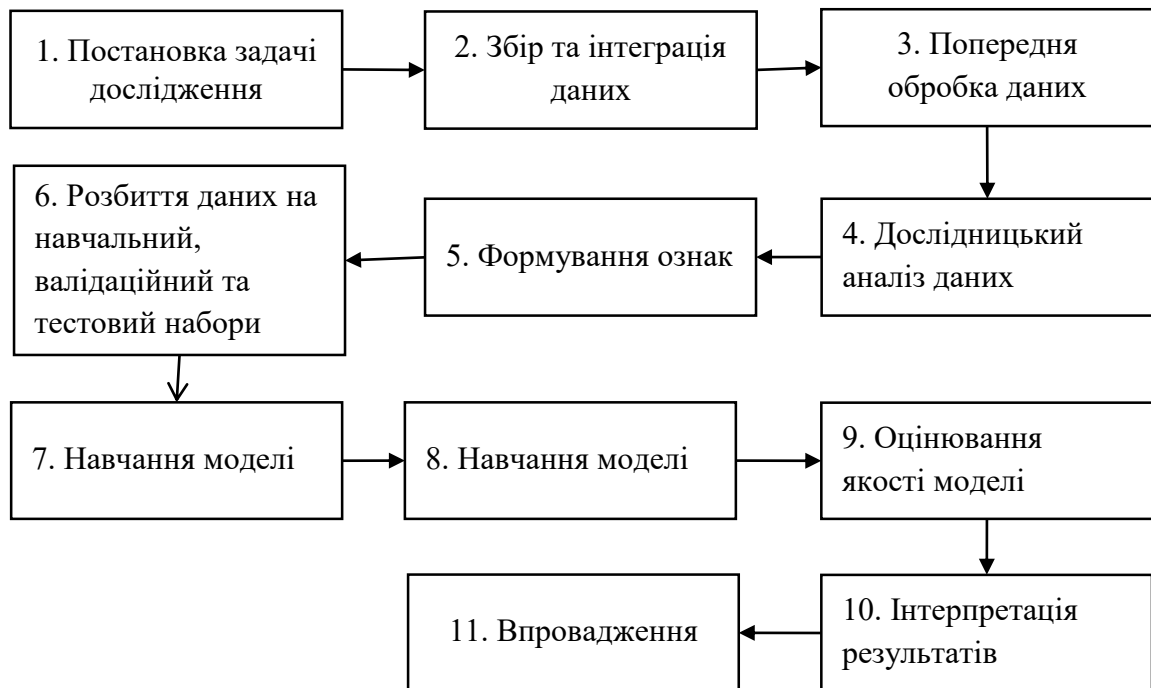 1. Постановка задачі
дослідження
2. Збір та інтеграція
даних
3. Попередня
обробка даних
4. Дослідницький
аналіз даних
5. Формування ознак
6. Розбиття даних на
навчальний,
валідаційний та
тестовий набори
7. Навчання моделі
8. Навчання моделі
9. Оцінювання
якості моделі
10. Інтерпретація
результатів
11. Впровадження